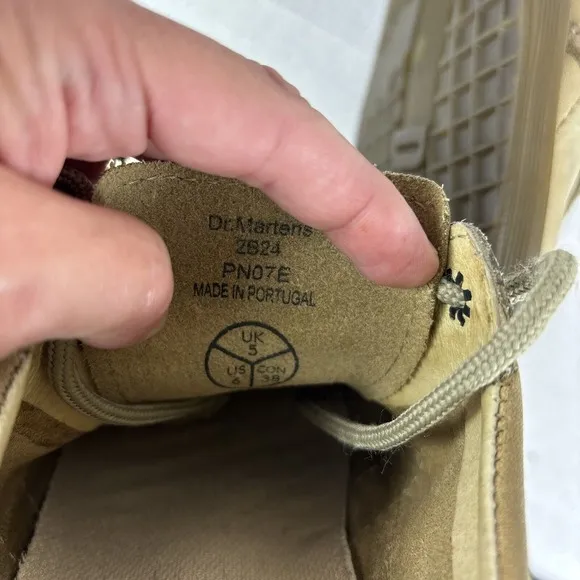 Dr.Martens
2B24
PN07E
MADE IN PORTUGAL
UK
5
US CON
6 38